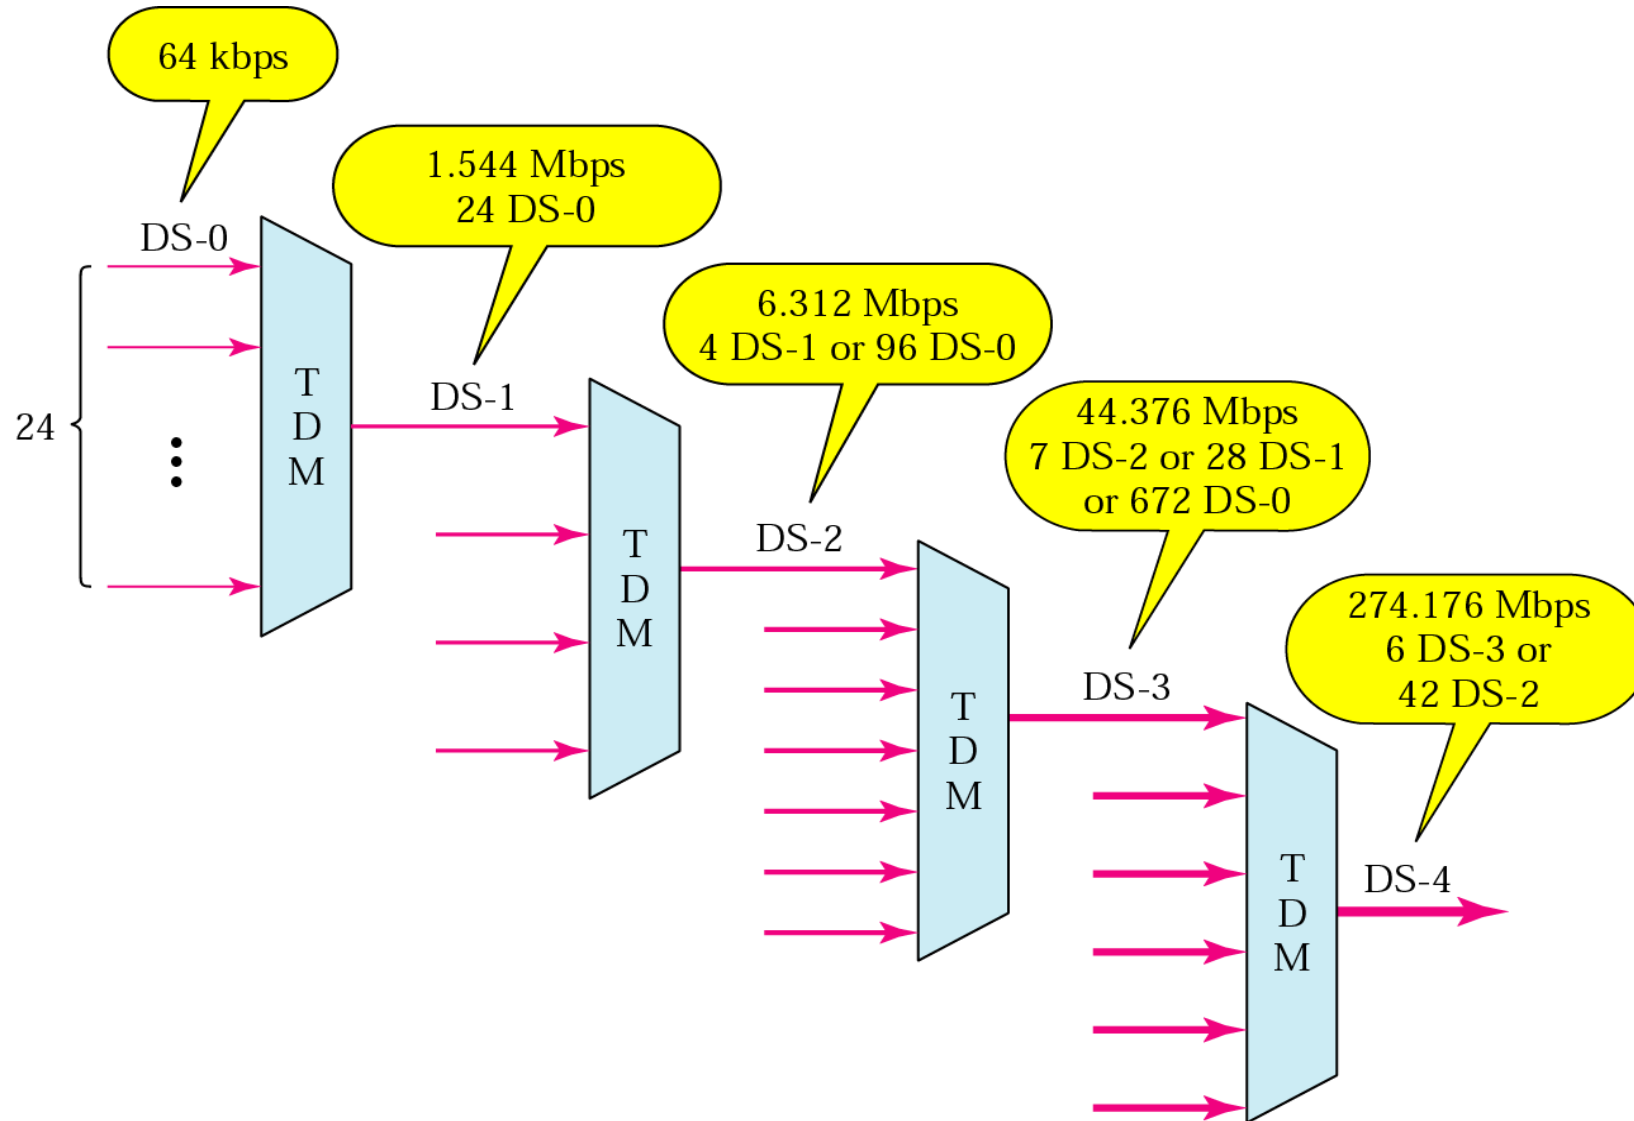 64 kbps
1.544 Mbps
24 DS-0
DS-0
6.312 Mbps
4 DS-1 or 96 DS-0
24
T
D
M
DS-1
44.376 Mbps
7 DS-2 or 28 DS-1
or 672 DS-0
T
D
M
DS-2
274.176 Mbps
6 DS-3 or
42 DS-2
T
D
M
DS-3
T
D
M
DS-4